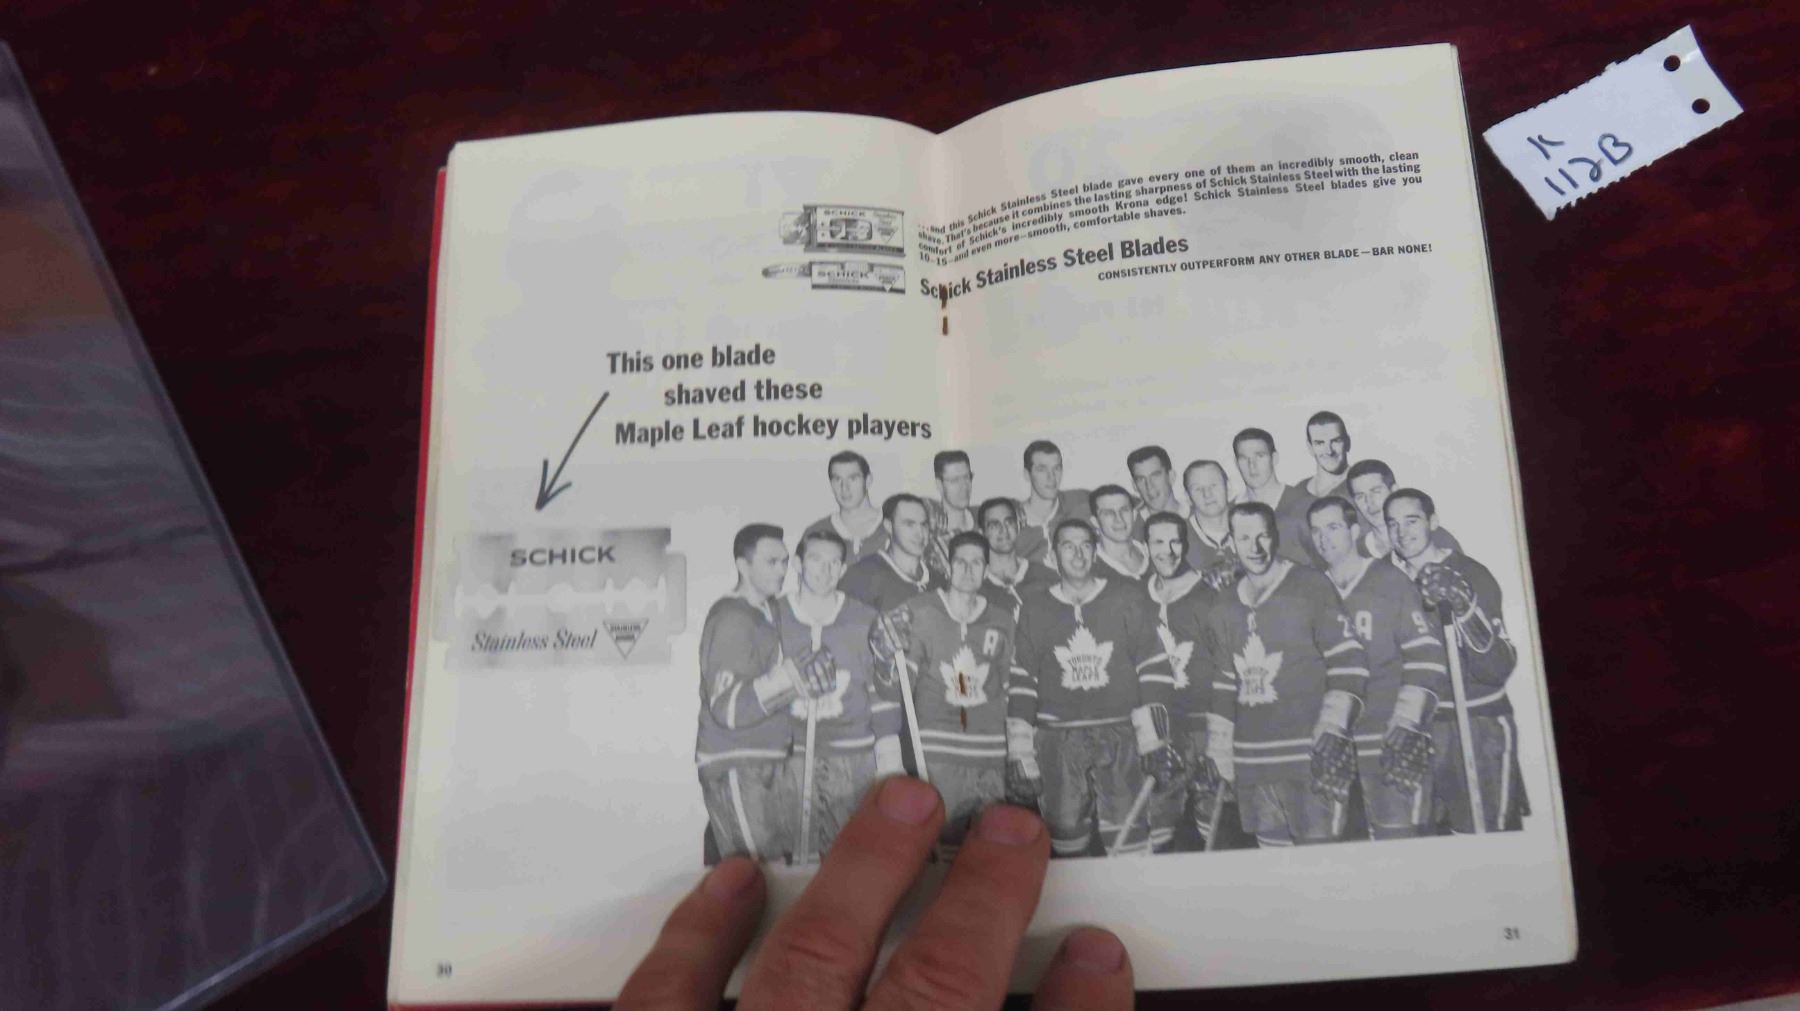 K
112B
...and this Schick Stainless Steel blade gave every one of them an incredibly smooth, clean
shave. That's because it combines the lasting sharpness of Schick Stainless Steel with the lasting
comfort of Schick's incredibly smooth Krona edge! Schick Stainless Steel blades give you
10-15-and even more-smooth, comfortable shaves.
SCHICK
SCHICK
Schick Stainless Steel Blades
CONSISTENTLY OUTPERFORM ANY OTHER BLADE—BAR NONE!
This one blade
shaved these
Maple Leaf hockey players
SCHICK
Stainless Steel
A
TORONTO
MAPLE
LEAFS
A
30
31